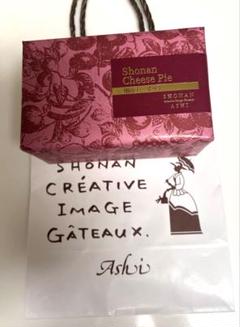 Shonan
Cheese Pie
SHONAN
ASHI
SHONAN
CRÉATIVE
IMAGE
GÂTEAUX.
Ashi